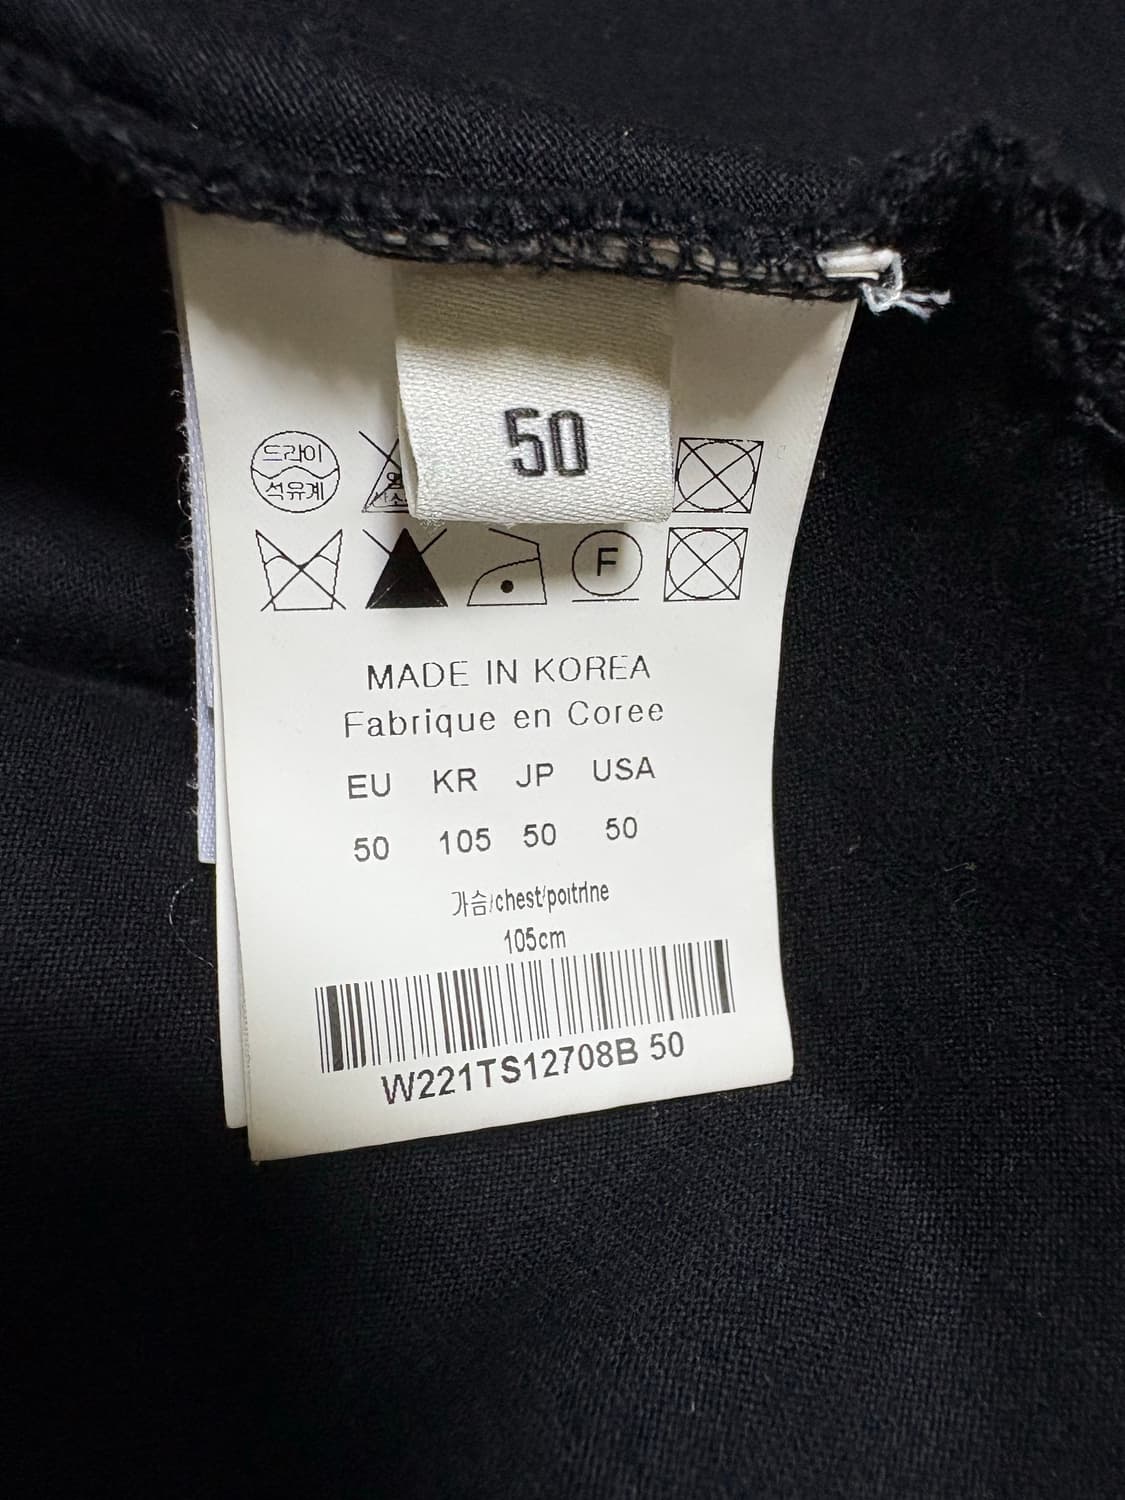 50
드라이
석유계
F
MADE IN KOREA
Fabrique en Coree
EU KR JP USA
50 105 50 50
가슴/chest/poitrine
105cm
W221TS12708B 50